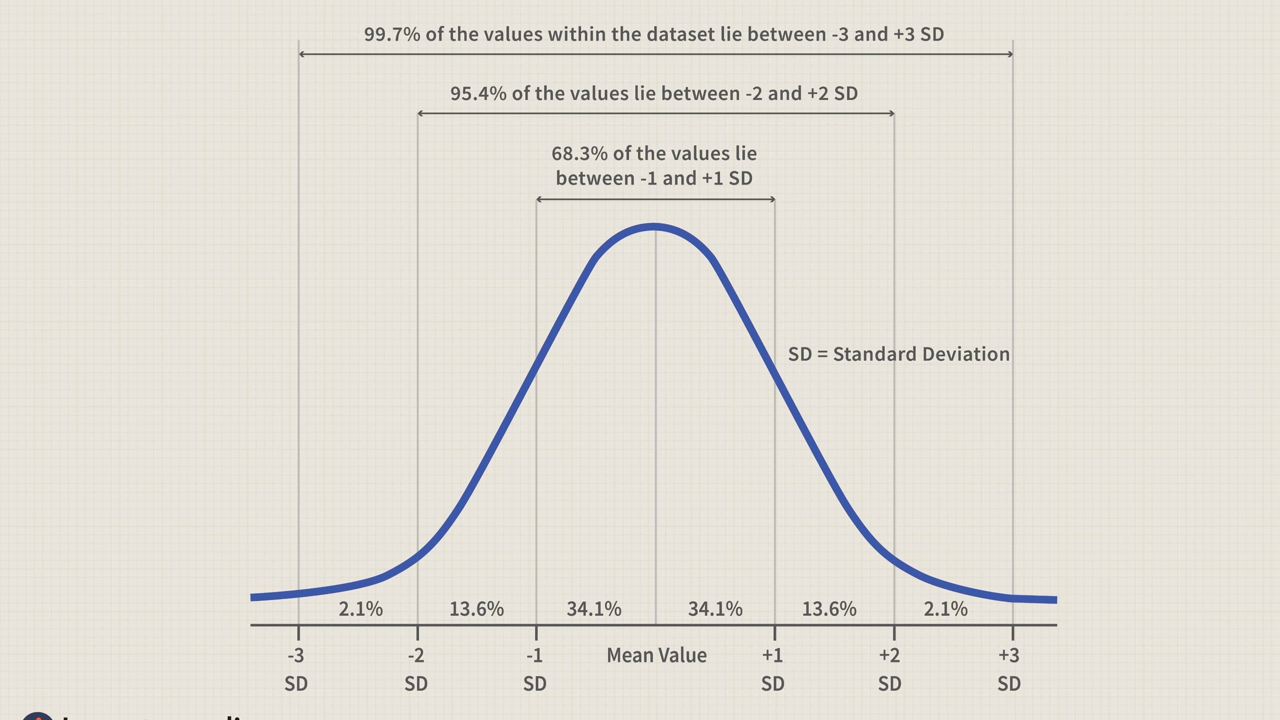 99.7% of the values within the dataset lie between -3 and +3 SD
95.4% of the values lie between -2 and +2 SD
68.3% of the values lie
between -1 and +1 SD
SD = Standard Deviation
2.1% 13.6% 34.1% 34.1% 13.6% 2.1%
-3 -2 -1 Mean Value +1 +2 +3
SD SD SD SD SD SD